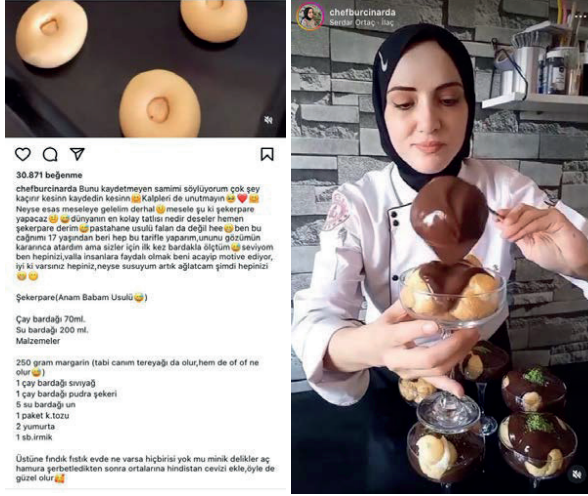 30.871 beğenme
chefburcinarda Bunu kaydetmeyen samimi söylüyorum çok şey
kaçırır kesinn kaydedin kesinn😊Kalpleri de unutmayın🥹❤️😊
Neyse esas meseleye gelelim derhal😀mesele şu ki şekerpare
yapacaz😊😅dünyanın en kolay tatlısı nedir deseler hemen
şekerpare derim😅pastahane usulü falan da değil hee😅ben bu
cağnımı 17 yaşından beri hep bu tarifle yaparım,ununu gözümün
kararınca atardım ama sizler için ilk kez bardakla ölçtüm😅seviyom
ben hepinizi,valla insanlara faydalı olmak beni acayip motive ediyor,
iyi ki varsınız hepiniz,neyse susuyum artık ağlatcam şimdi hepinizi
😊😊
Şekerpare(Anam Babam Usulü😅)
Çay bardağı 70ml.
Su bardağı 200 ml.
Malzemeler
250 gram margarin (tabi canım tereyağı da olur,hem de of of ne
olur😅)
1 çay bardağı sıvıyağ
1 çay bardağı pudra şekeri
5 su bardağı un
1 paket k.tozu
2 yumurta
1 sb.irmik
Üstüne fındık fıstık evde ne varsa hiçbirisi yok mu minik delikler aç
hamura şerbetledikten sonra ortalarına hindistan cevizi ekle,öyle de
güzel olur🥰
chefburcinarda
Serdar Ortaç - İlaç